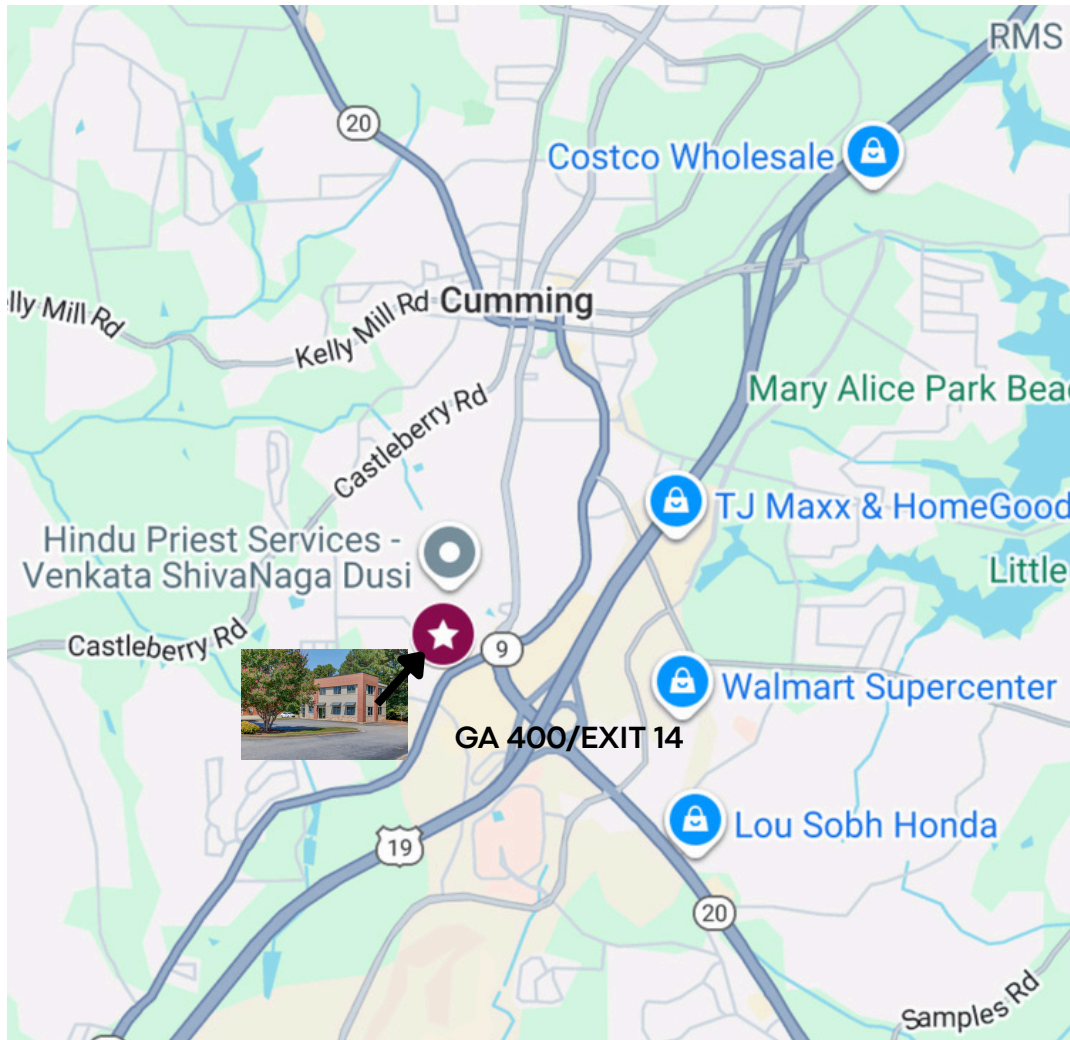 RMS
20
Costco Wholesale
Cumming
lly Mill Rd
Kelly Mill Rd
Mary Alice Park Bea
Castleberry Rd
TJ Maxx & HomeGood
Hindu Priest Services -
Venkata ShivaNaga Dusi
Little
Castleberry Rd
9
Walmart Supercenter
GA 400/EXIT 14
Lou Sobh Honda
19
20
Samples Rd